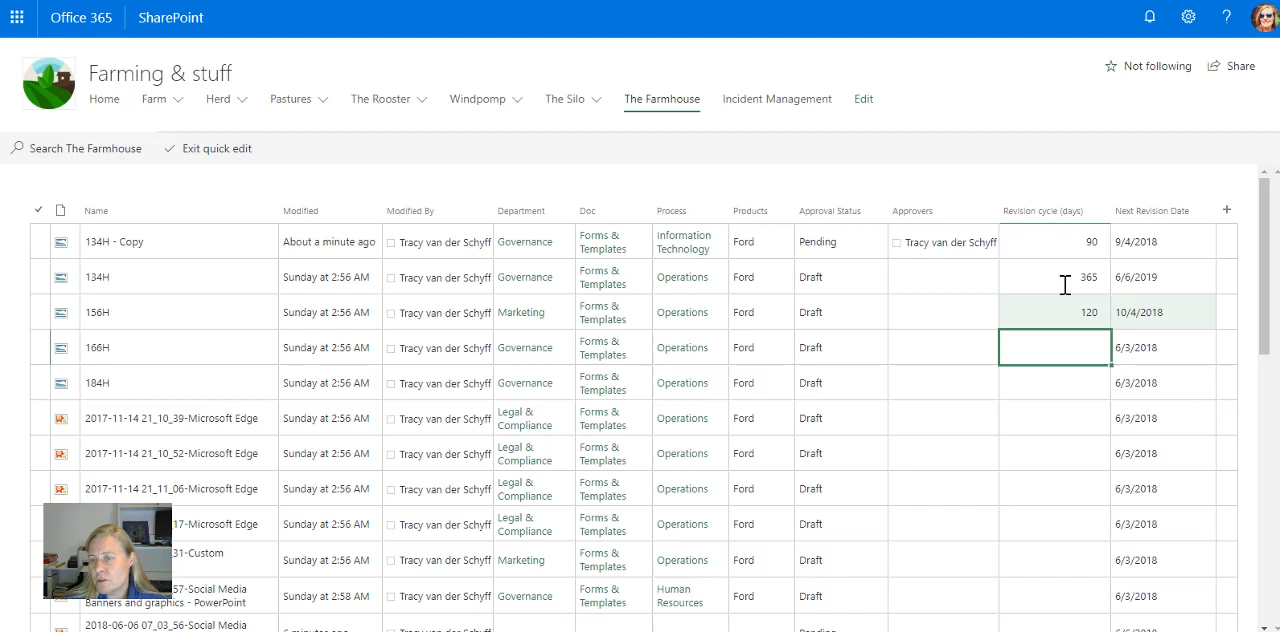 Office 365 SharePoint
Farming & stuff
Not following Share
Home Farm Herd Pastures The Rooster Windpomp The Silo The Farmhouse Incident Management Edit
Search The Farmhouse Exit quick edit
Name Modified Modified By Department Doc Process Products Approval Status Approvers Revision cycle (days) Next Revision Date
134H - Copy About a minute ago Tracy van der Schyff Governance Forms & Templates Information Technology Ford Pending Tracy van der Schyff 90 9/4/2018
134H Sunday at 2:56 AM Tracy van der Schyff Governance Forms & Templates Operations Ford Draft 365 6/6/2019
156H Sunday at 2:56 AM Tracy van der Schyff Marketing Forms & Templates Operations Ford Draft 120 10/4/2018
166H Sunday at 2:56 AM Tracy van der Schyff Governance Forms & Templates Operations Ford Draft 6/3/2018
184H Sunday at 2:56 AM Tracy van der Schyff Governance Forms & Templates Operations Ford Draft 6/3/2018
2017-11-14 21_10_39-Microsoft Edge Sunday at 2:56 AM Tracy van der Schyff Legal & Compliance Forms & Templates Operations Ford Draft 6/3/2018
2017-11-14 21_10_52-Microsoft Edge Sunday at 2:56 AM Tracy van der Schyff Legal & Compliance Forms & Templates Operations Ford Draft 6/3/2018
2017-11-14 21_11_06-Microsoft Edge Sunday at 2:56 AM Tracy van der Schyff Legal & Compliance Forms & Templates Operations Ford Draft 6/3/2018
17-Microsoft Edge Sunday at 2:56 AM Tracy van der Schyff Legal & Compliance Forms & Templates Operations Ford Draft 6/3/2018
31-Custom Sunday at 2:56 AM Tracy van der Schyff Marketing Forms & Templates Operations Ford Draft 6/3/2018
57-Social Media Banners and graphics - PowerPoint Sunday at 2:58 AM Tracy van der Schyff Governance Forms & Templates Human Resources Ford Draft 6/3/2018
2018-06-06 07_03_56-Social Media